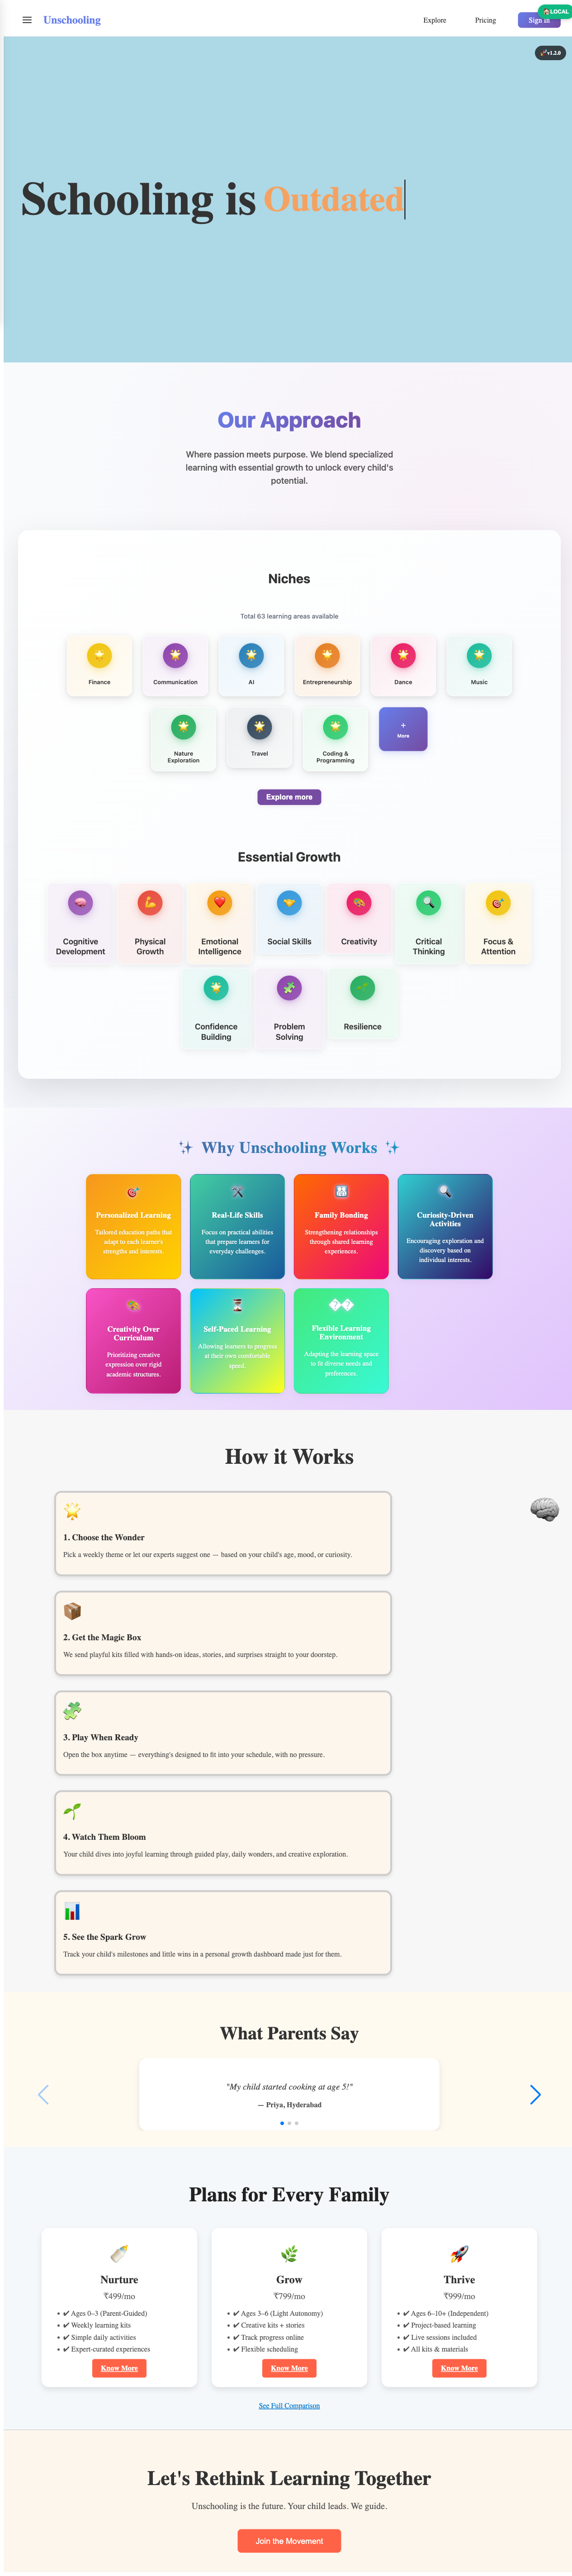 Unschooling
Explore
Pricing
Sign In
LOCAL
v1.2.0
Schooling is Outdated
Our Approach
Where passion meets purpose. We blend specialized
learning with essential growth to unlock every child's
potential.
Niches
Total 63 learning areas available
Finance
Communication
AI
Entrepreneurship
Dance
Music
Nature
Exploration
Travel
Coding &
Programming
+
More
Explore more
Essential Growth
Cognitive
Development
Physical
Growth
Emotional
Intelligence
Social Skills
Creativity
Critical
Thinking
Focus &
Attention
Confidence
Building
Problem
Solving
Resilience
✨ Why Unschooling Works ✨
Personalized Learning
Tailored education paths that
adapt to each learner's
strengths and interests.
Real-Life Skills
Focus on practical abilities
that prepare learners for
everyday challenges.
Family Bonding
Strengthening relationships
through shared learning
experiences.
Curiosity-Driven
Activities
Encouraging exploration and
discovery based on
individual interests.
Creativity Over
Curriculum
Prioritizing creative
expression over rigid
academic structures.
Self-Paced Learning
Allowing learners to progress
at their own comfortable
speed.
��
Flexible Learning
Environment
Adapting the learning space
to fit diverse needs and
preferences.
How it Works
1. Choose the Wonder
Pick a weekly theme or let our experts suggest one — based on your child's age, mood, or curiosity.
2. Get the Magic Box
We send playful kits filled with hands-on ideas, stories, and surprises straight to your doorstep.
3. Play When Ready
Open the box anytime — everything's designed to fit into your schedule, with no pressure.
4. Watch Them Bloom
Your child dives into joyful learning through guided play, daily wonders, and creative exploration.
5. See the Spark Grow
Track your child's milestones and little wins in a personal growth dashboard made just for them.
What Parents Say
"My child started cooking at age 5!"
— Priya, Hyderabad
Plans for Every Family
Nurture
₹499/mo
• ✔ Ages 0–3 (Parent-Guided)
• ✔ Weekly learning kits
• ✔ Simple daily activities
• ✔ Expert-curated experiences
Know More
Grow
₹799/mo
• ✔ Ages 3–6 (Light Autonomy)
• ✔ Creative kits + stories
• ✔ Track progress online
• ✔ Flexible scheduling
Know More
Thrive
₹999/mo
• ✔ Ages 6–10+ (Independent)
• ✔ Project-based learning
• ✔ Live sessions included
• ✔ All kits & materials
Know More
See Full Comparison
Let's Rethink Learning Together
Unschooling is the future. Your child leads. We guide.
Join the Movement